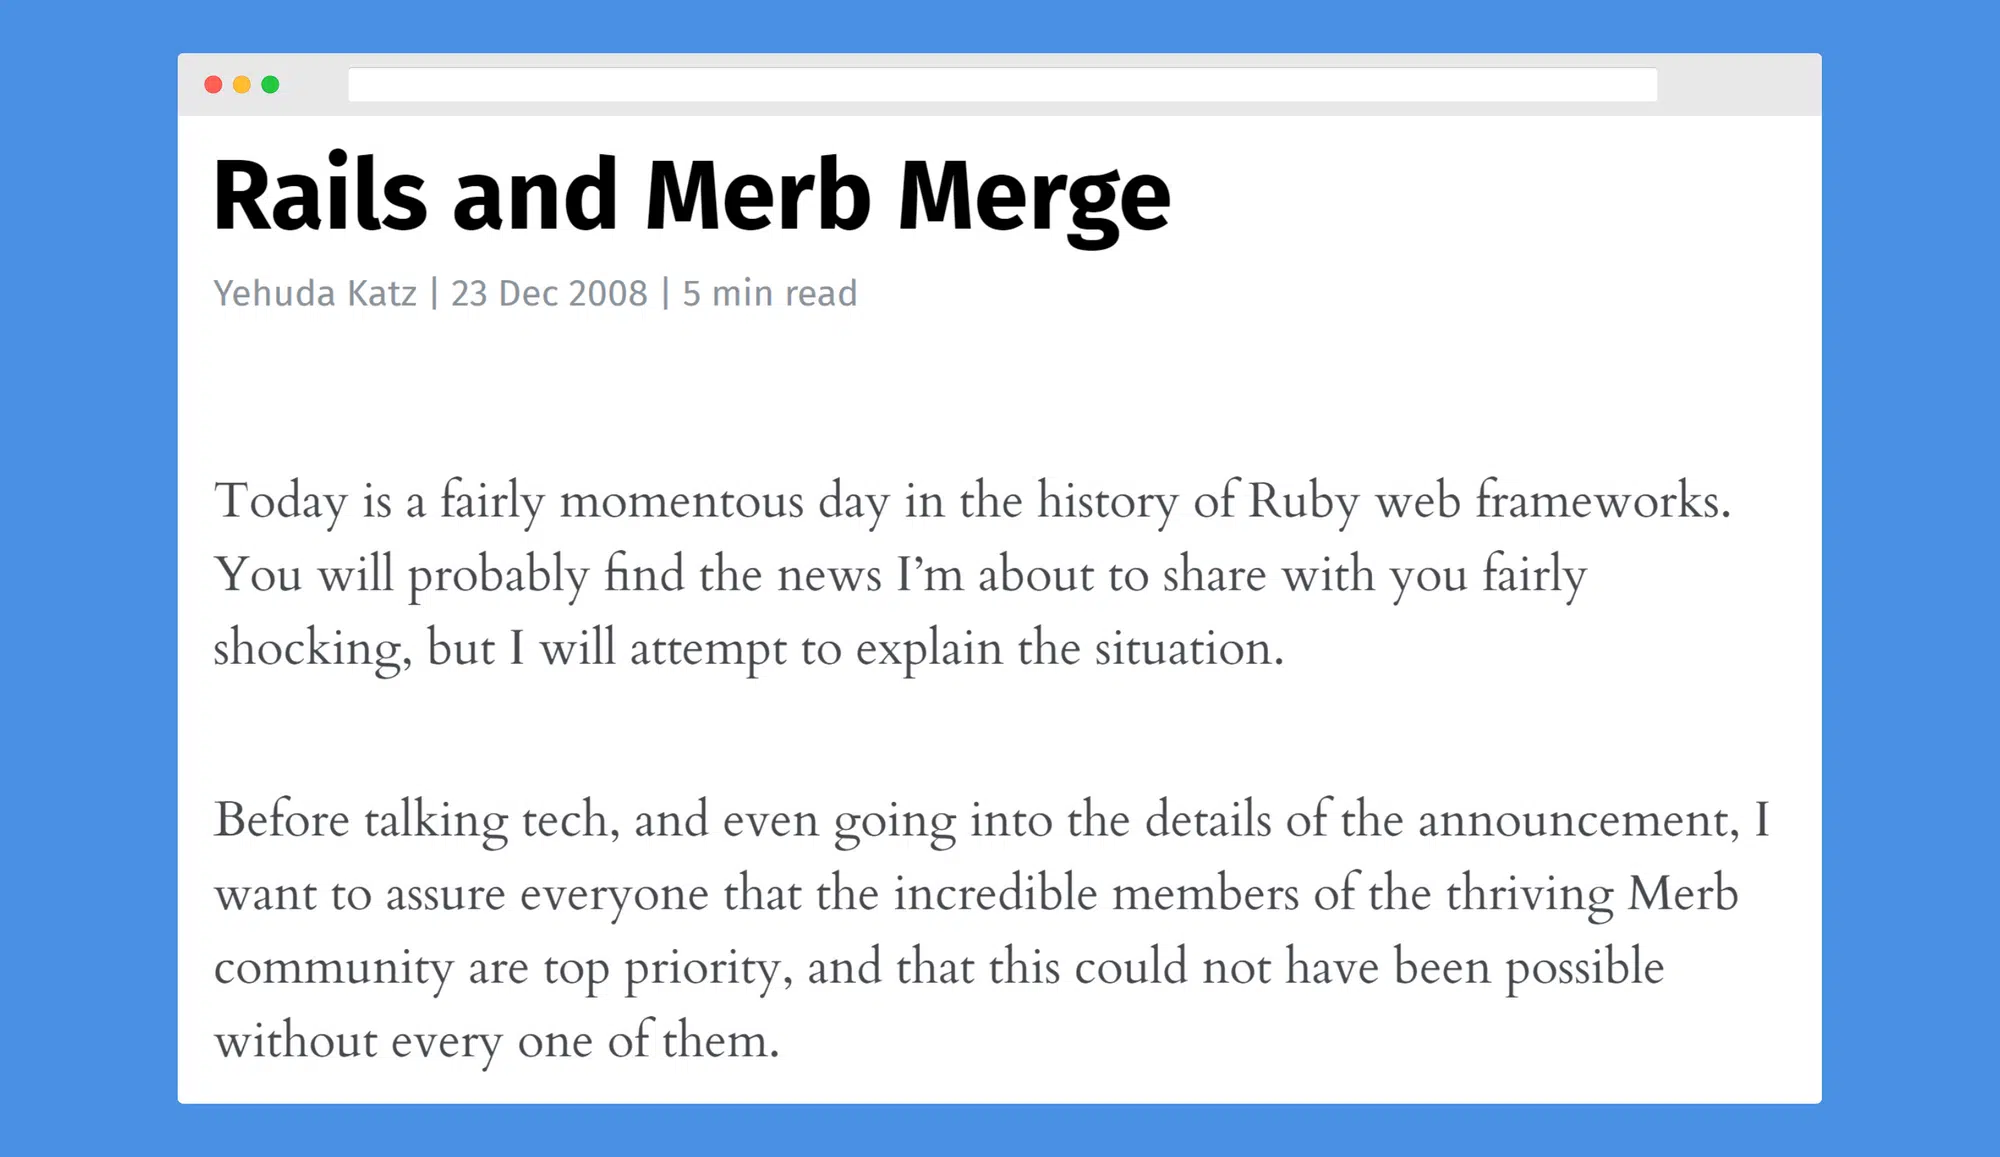 Rails and Merb Merge
Yehuda Katz | 23 Dec 2008 | 5 min read
Today is a fairly momentous day in the history of Ruby web frameworks.
You will probably find the news I’m about to share with you fairly
shocking, but I will attempt to explain the situation.
Before talking tech, and even going into the details of the announcement, I
want to assure everyone that the incredible members of the thriving Merb
community are top priority, and that this could not have been possible
without every one of them.